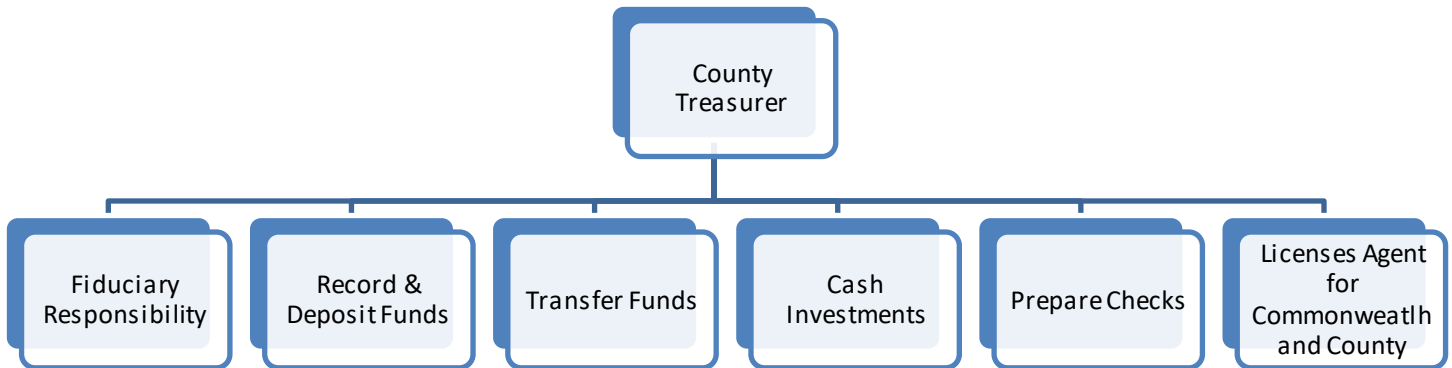 County
Treasurer
Fiduciary
Responsibility
Record &
Deposit Funds
Transfer Funds
Cash
Investments
Prepare Checks
Licenses Agent
for
Commonweatlh
and County